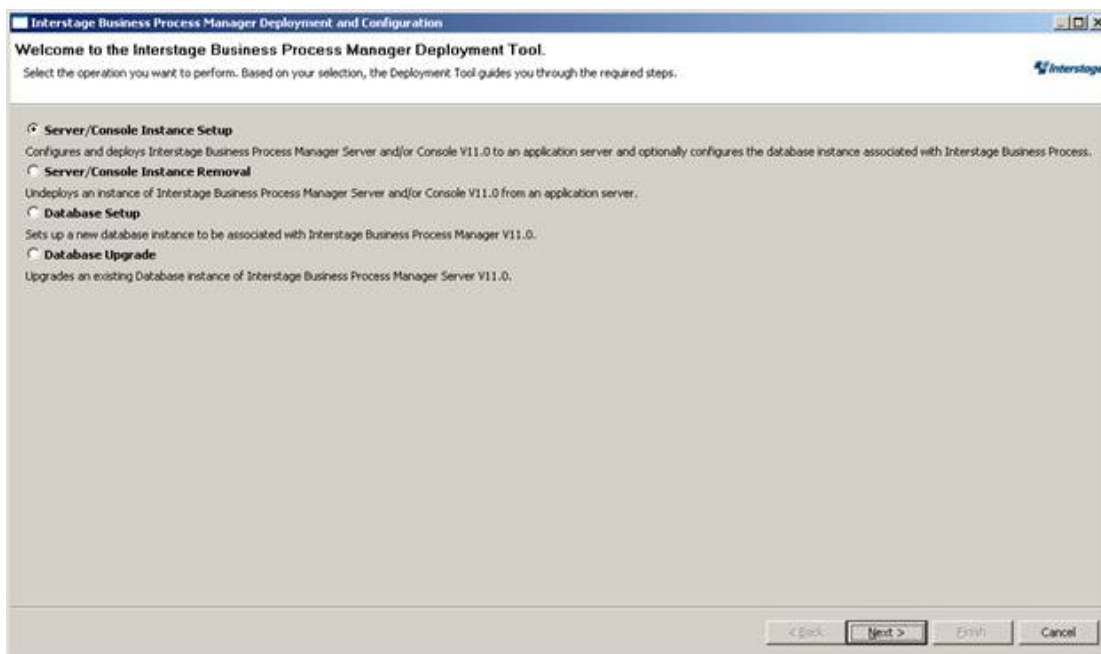 Interstage Business Process Manager Deployment and Configuration
Welcome to the Interstage Business Process Manager Deployment Tool.
Select the operation you want to perform. Based on your selection, the Deployment Tool guides you through the required steps.
Interstage
Server/Console Instance Setup
Configures and deploys Interstage Business Process Manager Server and/or Console V11.0 to an application server and optionally configures the database instance associated with Interstage Business Process.
Server/Console Instance Removal
Undeploys an instance of Interstage Business Process Manager Server and/or Console V11.0 from an application server.
Database Setup
Sets up a new database instance to be associated with Interstage Business Process Manager V11.0.
Database Upgrade
Upgrades an existing Database instance of Interstage Business Process Manager Server V11.0.
< Back Next > Finish Cancel